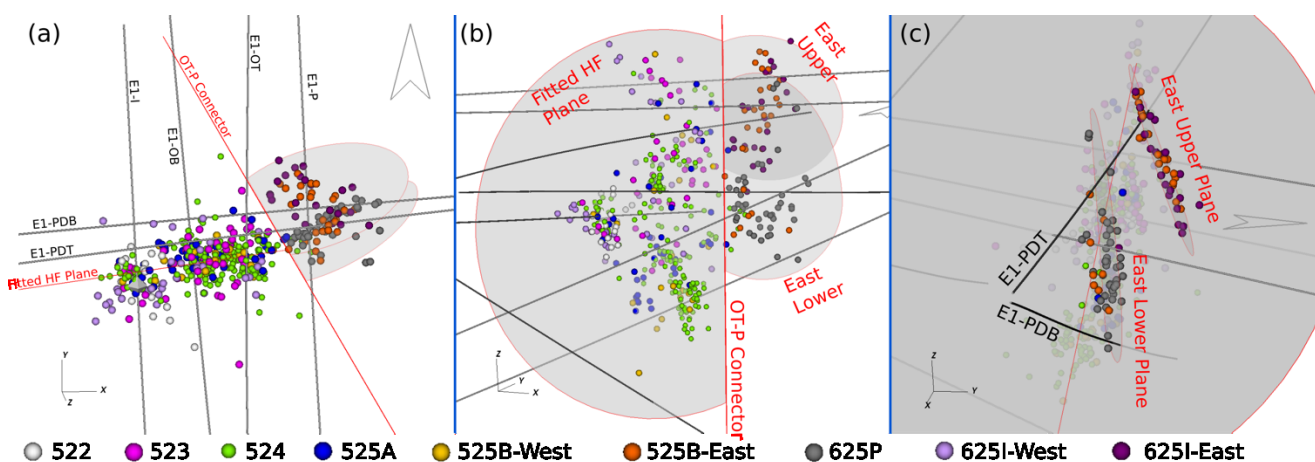 (a)
E1-I
E1-OB
OT-P Connector
E1-OT
E1-P
E1-PDB
E1-PDT
Fitted HF Plane
Y
X
Z
(b)
Fitted HF
Plane
East
Upper
East
Lower
OT-P Connector
Z
Y
X
(c)
East Upper Plane
E1-PDT
E1-PDB
East Lower Plane
Z
Y
X
522 523 524 525A 525B-West 525B-East 625P 625I-West 625I-East